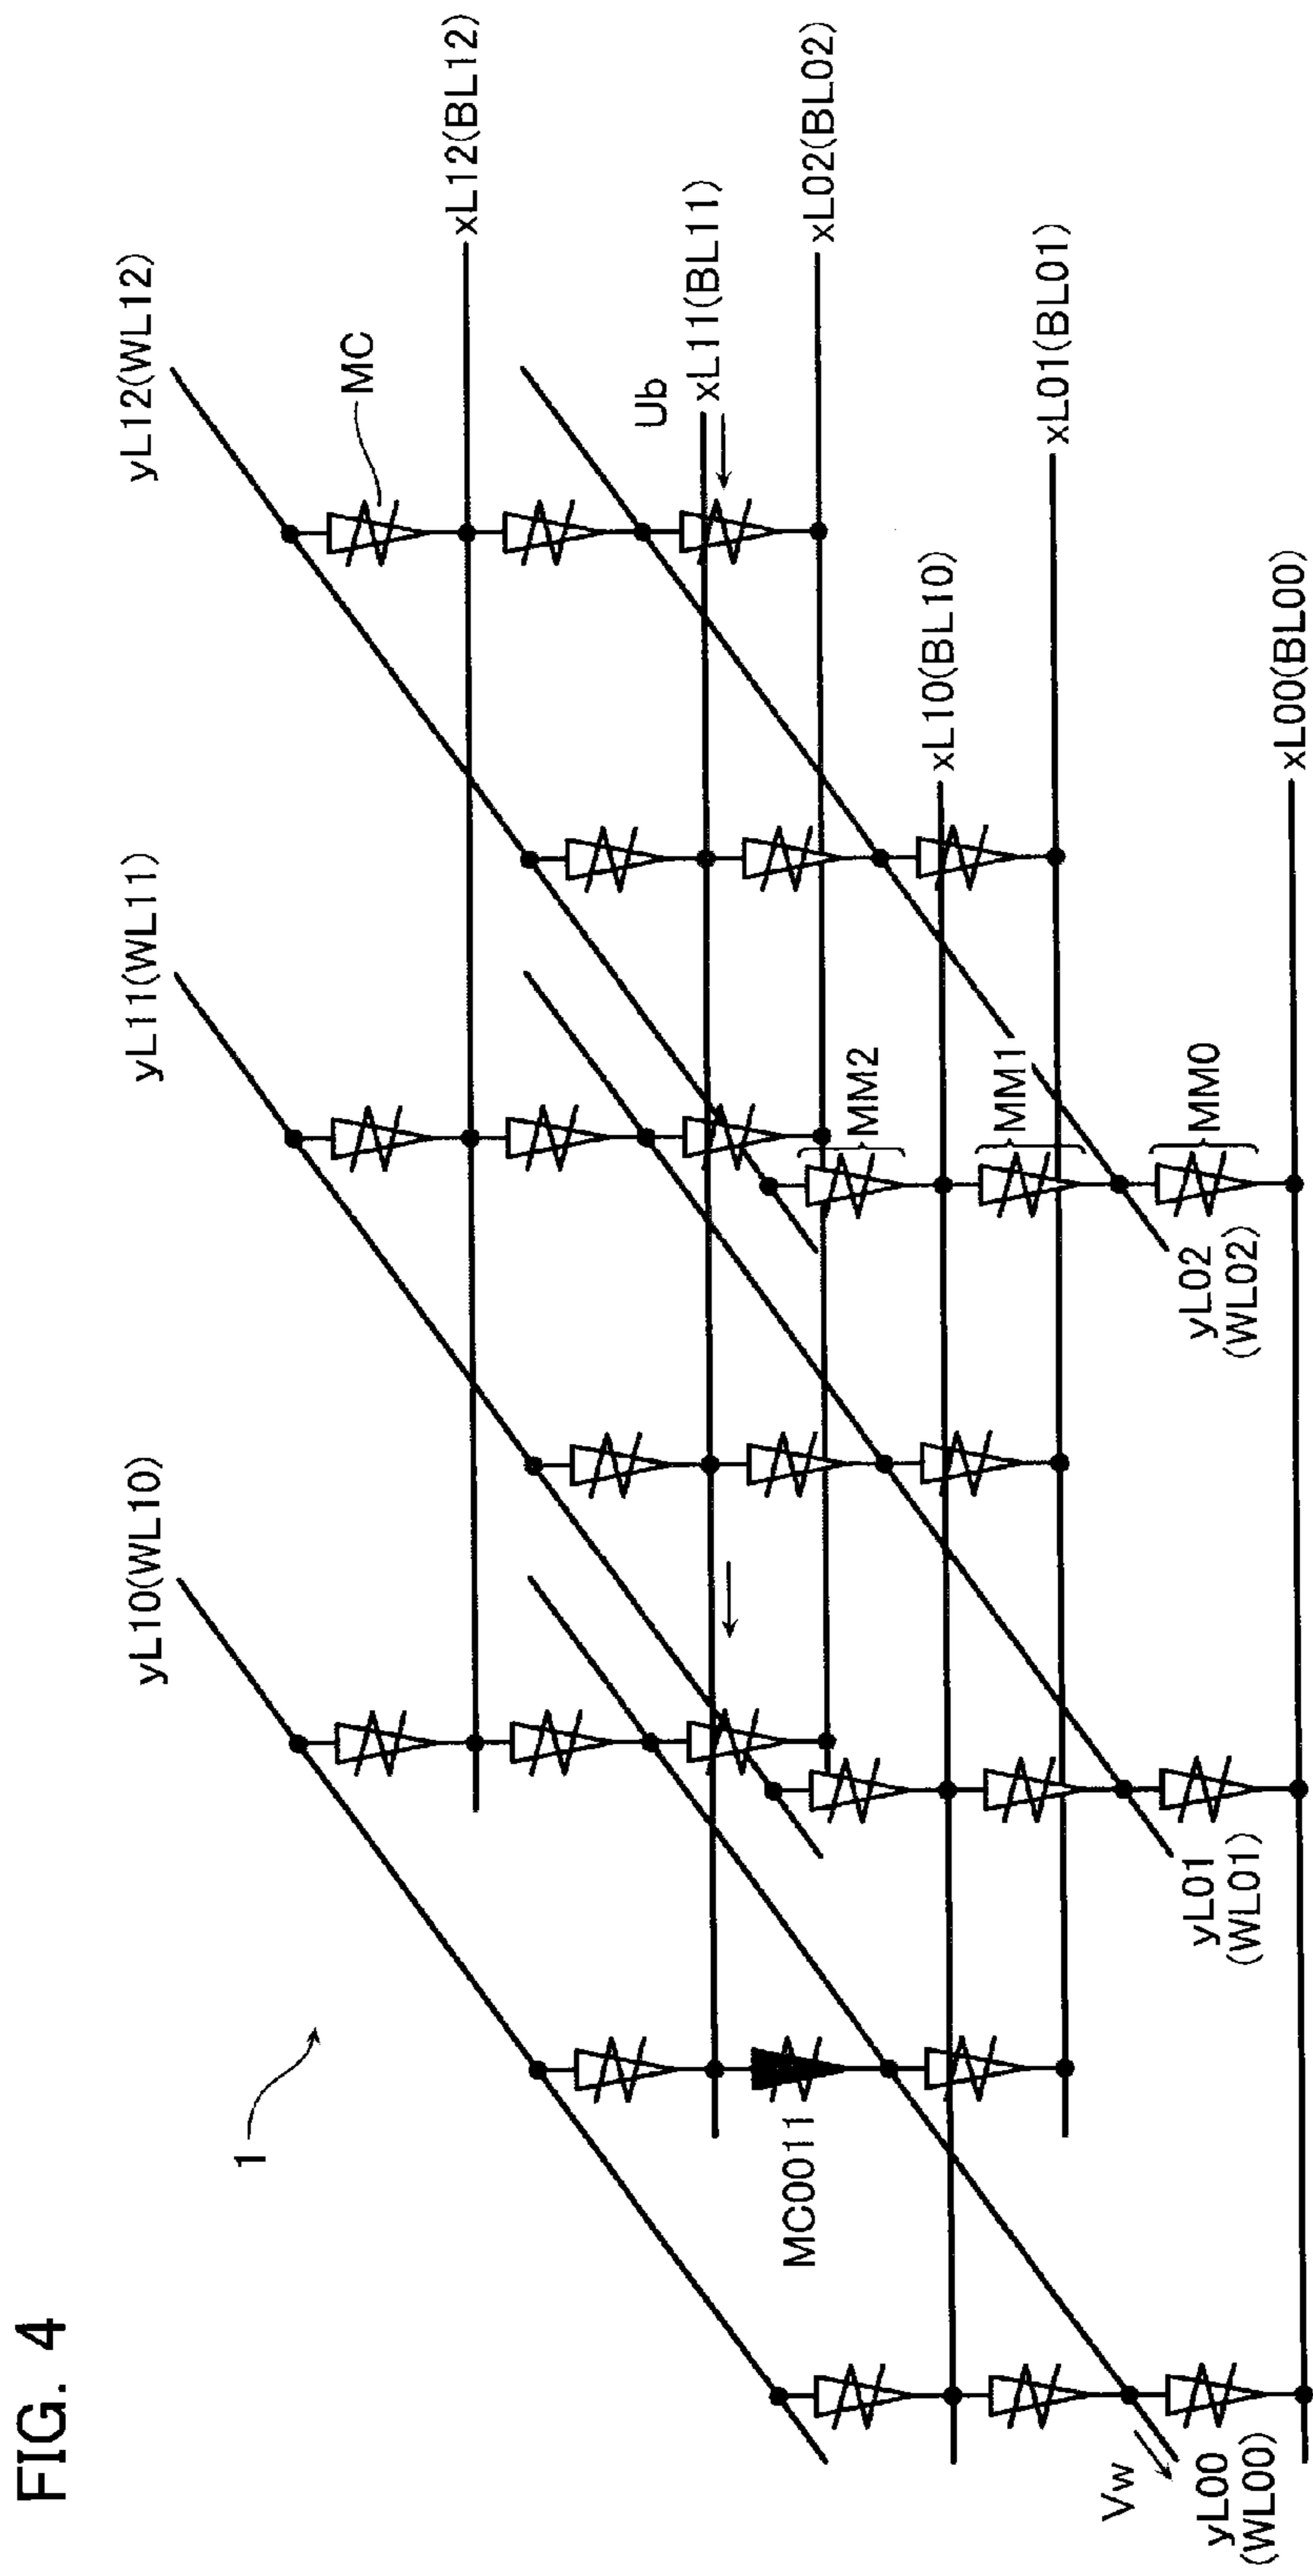 FIG. 4
1
yL10(WL10)
yL11(WL11)
yL12(WL12)
MC
xL12(BL12)
Ub
xL11(BL11)
xL02(BL02)
MC0011
MM2
xL10(BL10)
MM1
xL01(BL01)
MM0
Vw
yL00
(WL00)
yL01
(WL01)
yL02
(WL02)
xL00(BL00)